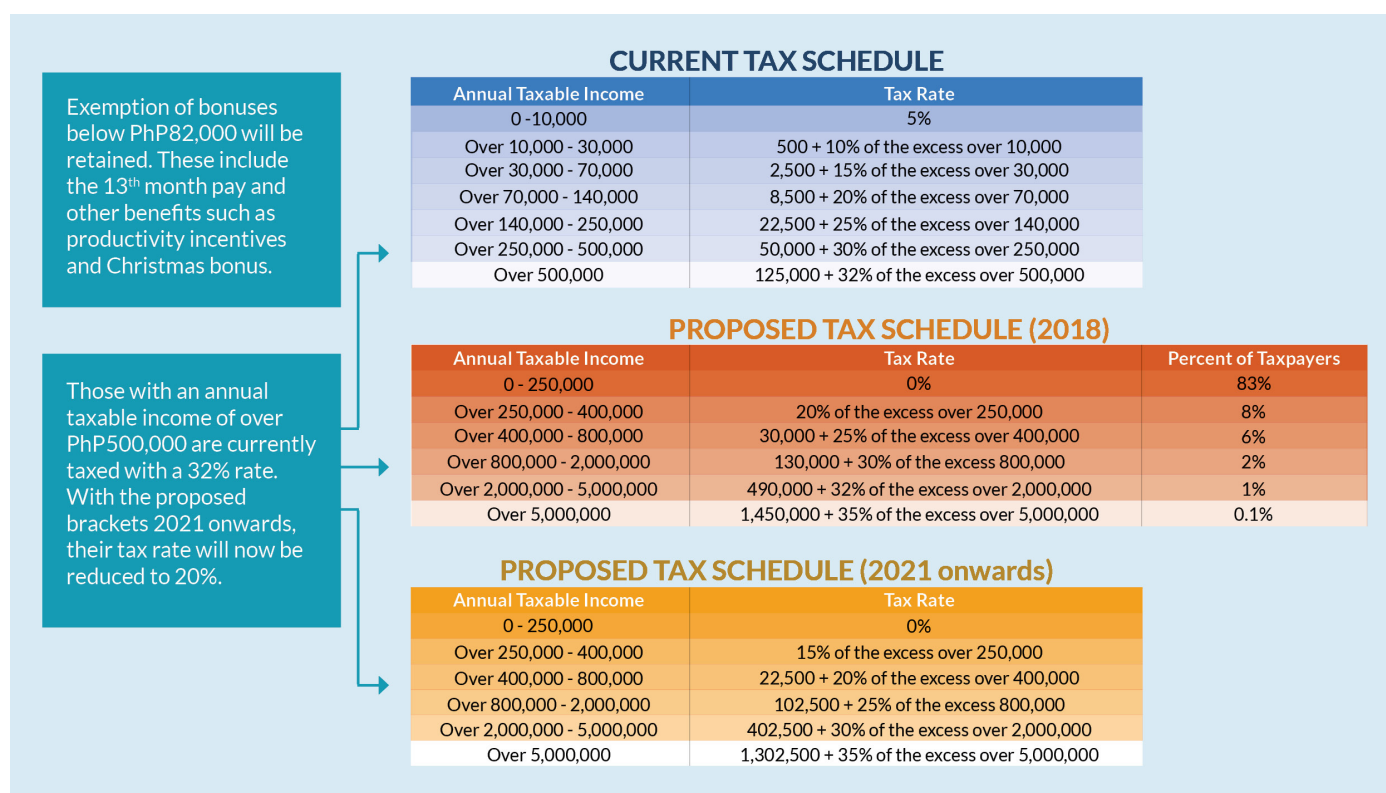 Exemption of bonuses
below PhP82,000 will be
retained. These include
the 13th month pay and
other benefits such as
productivity incentives
and Christmas bonus.
Those with an annual
taxable income of over
PhP500,000 are currently
taxed with a 32% rate.
With the proposed
brackets 2021 onwards,
their tax rate will now be
reduced to 20%.
CURRENT TAX SCHEDULE
Annual Taxable Income Tax Rate
0 -10,000 5%
Over 10,000 - 30,000 500 + 10% of the excess over 10,000
Over 30,000 - 70,000 2,500 + 15% of the excess over 30,000
Over 70,000 - 140,000 8,500 + 20% of the excess over 70,000
Over 140,000 - 250,000 22,500 + 25% of the excess over 140,000
Over 250,000 - 500,000 50,000 + 30% of the excess over 250,000
Over 500,000 125,000 + 32% of the excess over 500,000
PROPOSED TAX SCHEDULE (2018)
Annual Taxable Income Tax Rate Percent of Taxpayers
0 - 250,000 0% 83%
Over 250,000 - 400,000 20% of the excess over 250,000 8%
Over 400,000 - 800,000 30,000 + 25% of the excess over 400,000 6%
Over 800,000 - 2,000,000 130,000 + 30% of the excess 800,000 2%
Over 2,000,000 - 5,000,000 490,000 + 32% of the excess over 2,000,000 1%
Over 5,000,000 1,450,000 + 35% of the excess over 5,000,000 0.1%
PROPOSED TAX SCHEDULE (2021 onwards)
Annual Taxable Income Tax Rate
0 - 250,000 0%
Over 250,000 - 400,000 15% of the excess over 250,000
Over 400,000 - 800,000 22,500 + 20% of the excess over 400,000
Over 800,000 - 2,000,000 102,500 + 25% of the excess 800,000
Over 2,000,000 - 5,000,000 402,500 + 30% of the excess over 2,000,000
Over 5,000,000 1,302,500 + 35% of the excess over 5,000,000